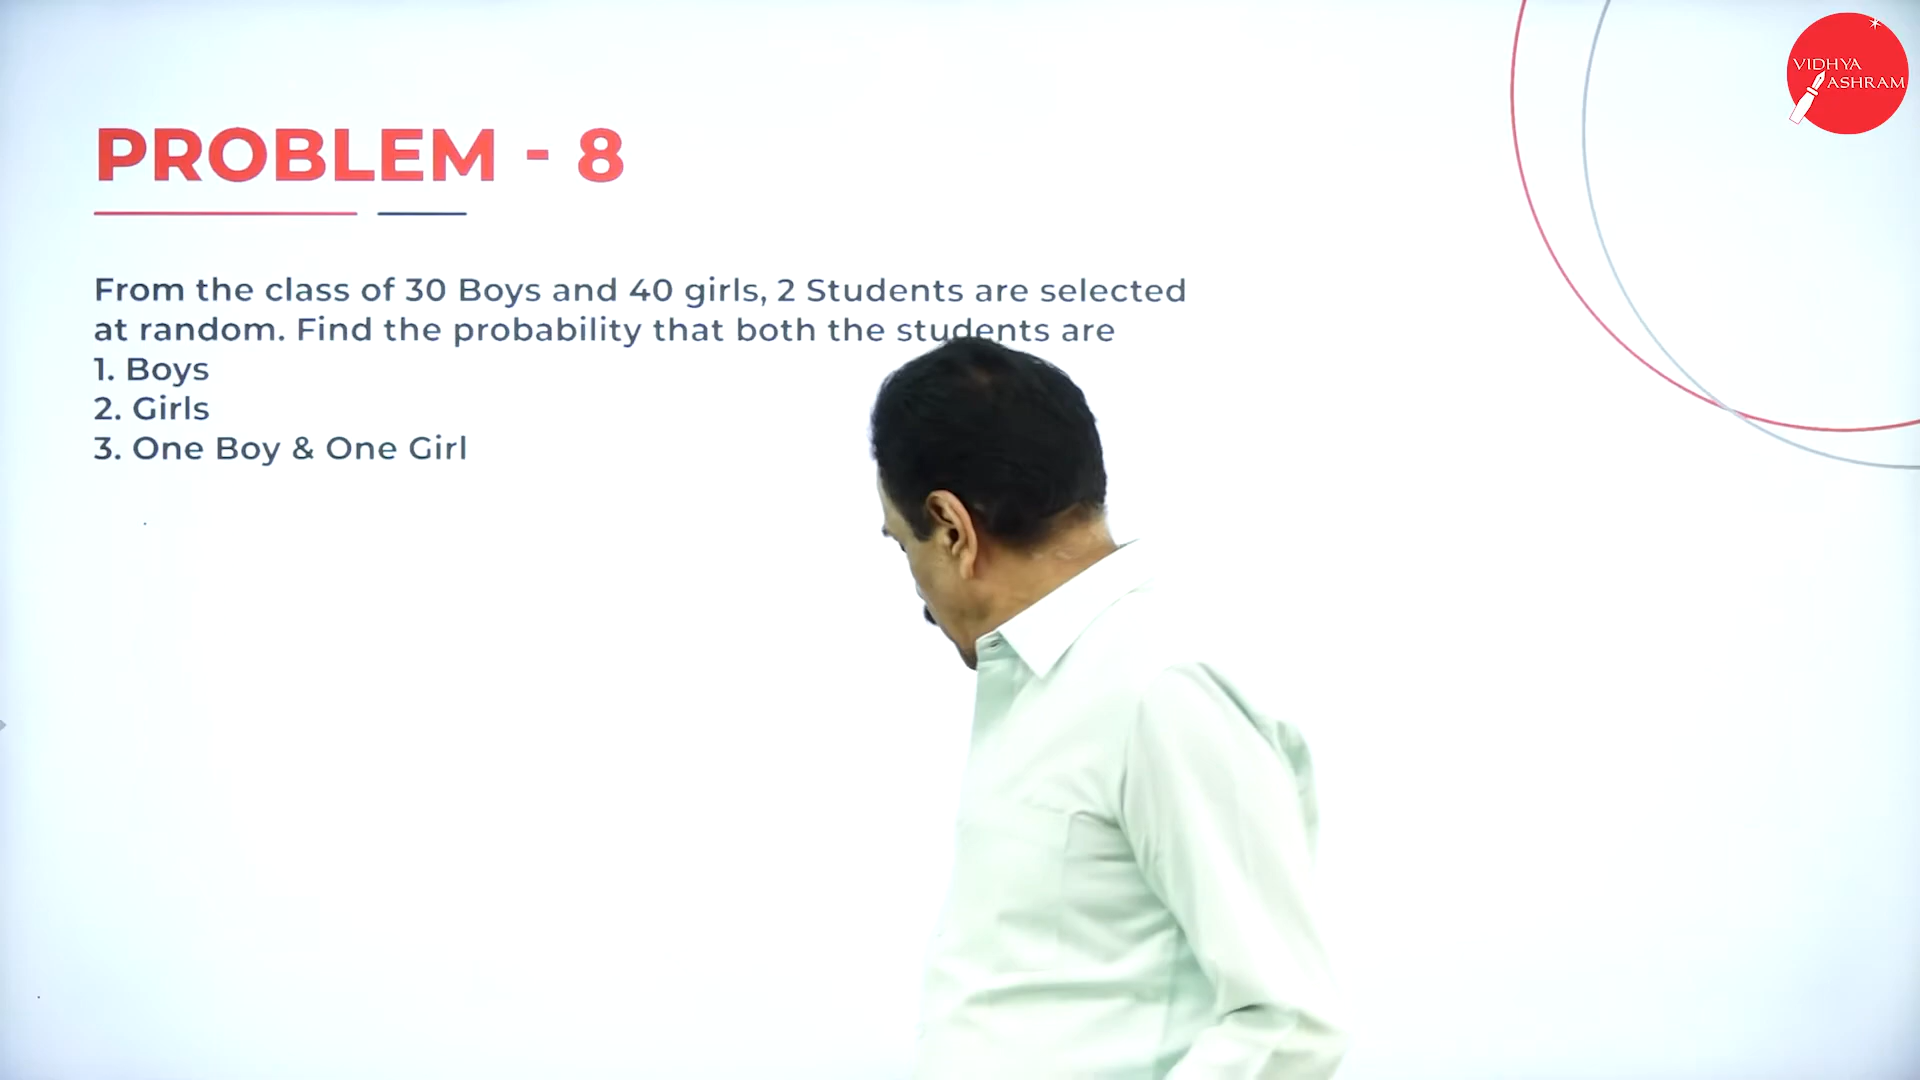 VIDHYA
ASHRAM
PROBLEM - 8
From the class of 30 Boys and 40 girls, 2 Students are selected
at random. Find the probability that both the students are
1. Boys
2. Girls
3. One Boy & One Girl